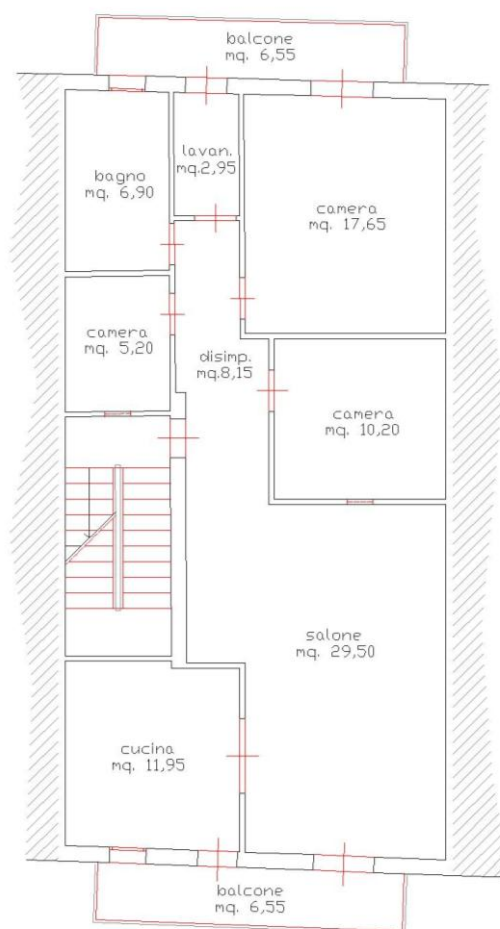 balcone
mq. 6,55
lavan.
mq.2,95
bagno
mq. 6,90
camera
mq. 17,65
camera
mq. 5,20
disimp.
mq.8,15
camera
mq. 10,20
salone
mq. 29,50
cucina
mq. 11,95
balcone
mq. 6,55